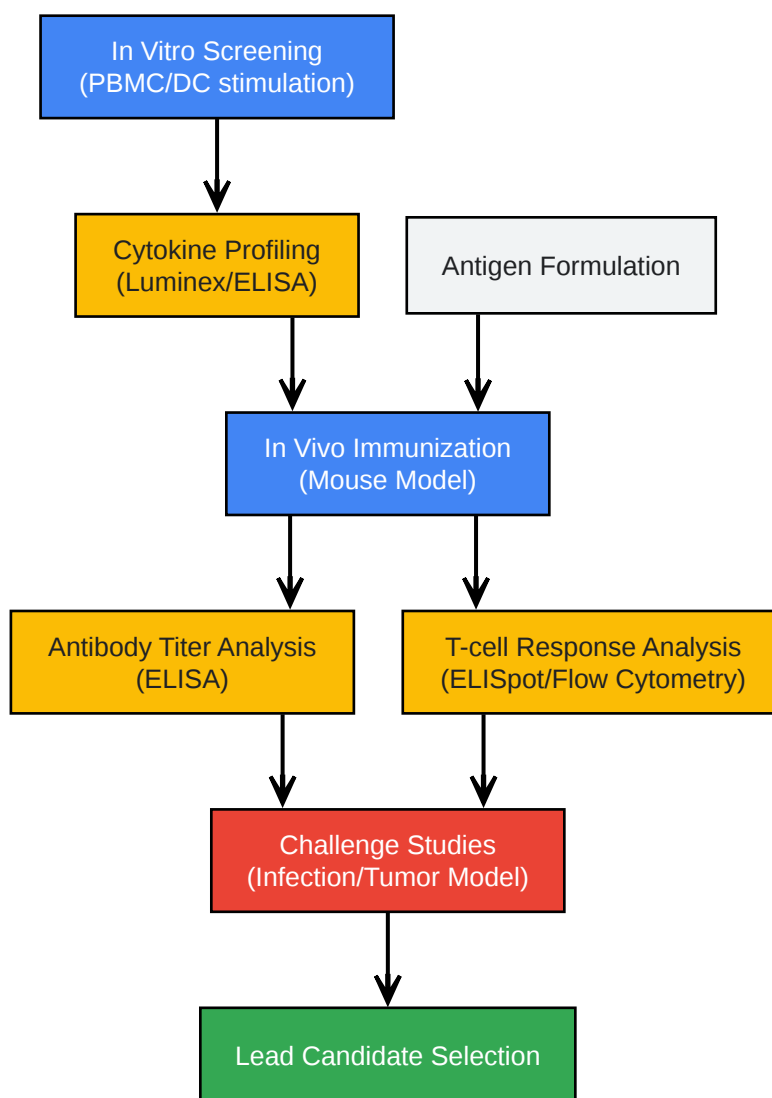 In Vitro Screening
(PBMC/DC stimulation)
Cytokine Profiling
(Luminex/ELISA)
Antigen Formulation
In Vivo Immunization
(Mouse Model)
Antibody Titer Analysis
(ELISA)
T-cell Response Analysis
(ELISpot/Flow Cytometry)
Challenge Studies
(Infection/Tumor Model)
Lead Candidate Selection